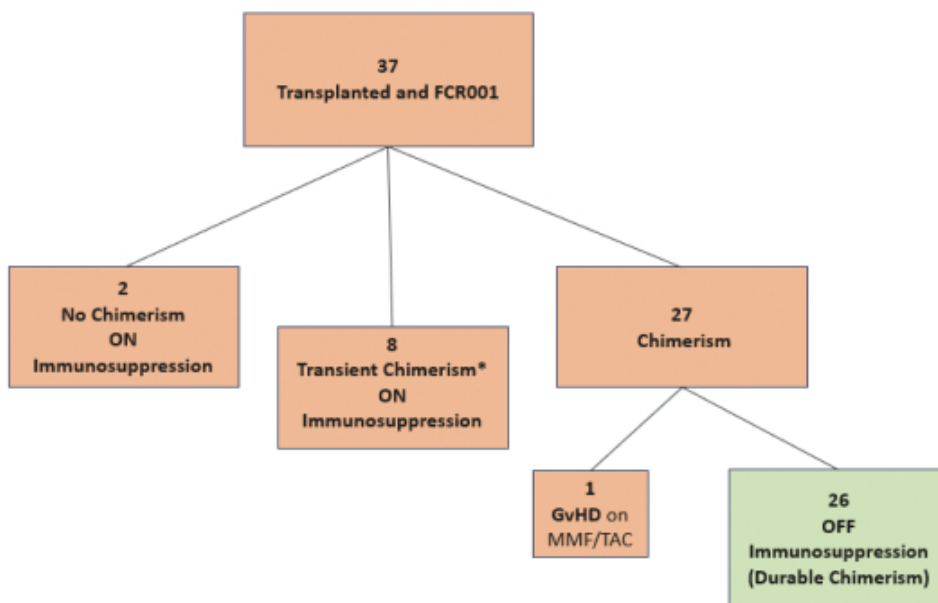 37
Transplanted and FCR001
2
No Chimerism
ON
Immunosuppression
8
Transient Chimerism*
ON
Immunosuppression
27
Chimerism
1
GvHD on
MMF/TAC
26
OFF
Immunosuppression
(Durable Chimerism)